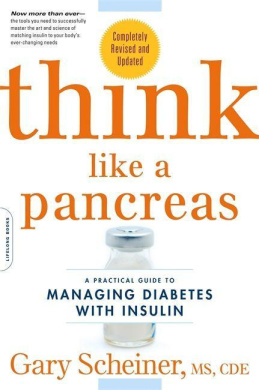 Now more than ever—
the tools you need to successfully
master the art and science of
matching insulin to your body's
ever-changing needs
Completely
Revised and
Updated
think
like a
pancreas
LIFELONG BOOKS
A PRACTICAL GUIDE TO
MANAGING DIABETES
WITH INSULIN
Gary Scheiner, MS, CDE